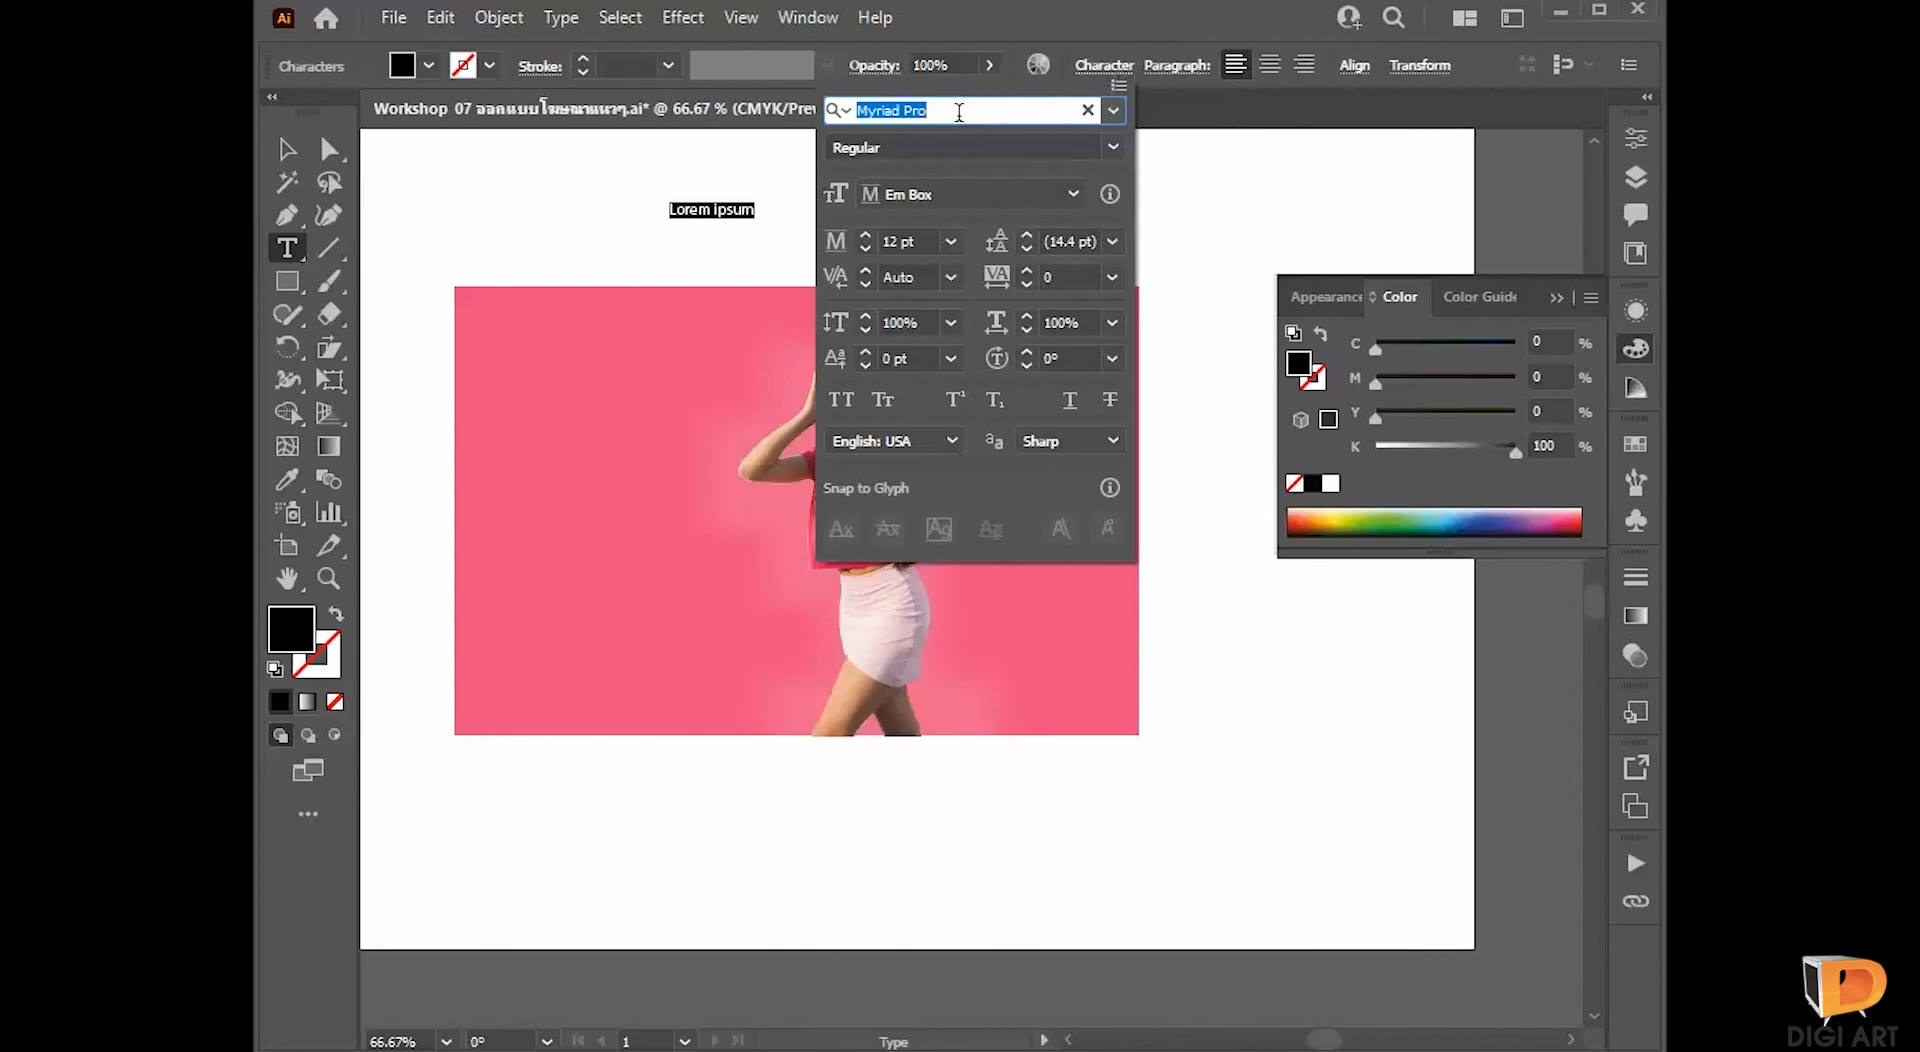 Ai File Edit Object Type Select Effect View Window Help
Characters Stroke: Opacity: 100% Character Paragraph: Align Transform
Workshop 07 ออกแบบโฆษณาแนวๆ.ai* @ 66.67 % (CMYK/Prev
Myriad Pro
Regular
Em Box
Lorem ipsum
12 pt (14.4 pt)
Auto 0
100% 100%
0 pt 0°
English: USA Sharp
Snap to Glyph
Appearance Color Color Guide
C 0 %
M 0 %
Y 0 %
K 100 %
66.67% 0° 1 Type
DIGI ART